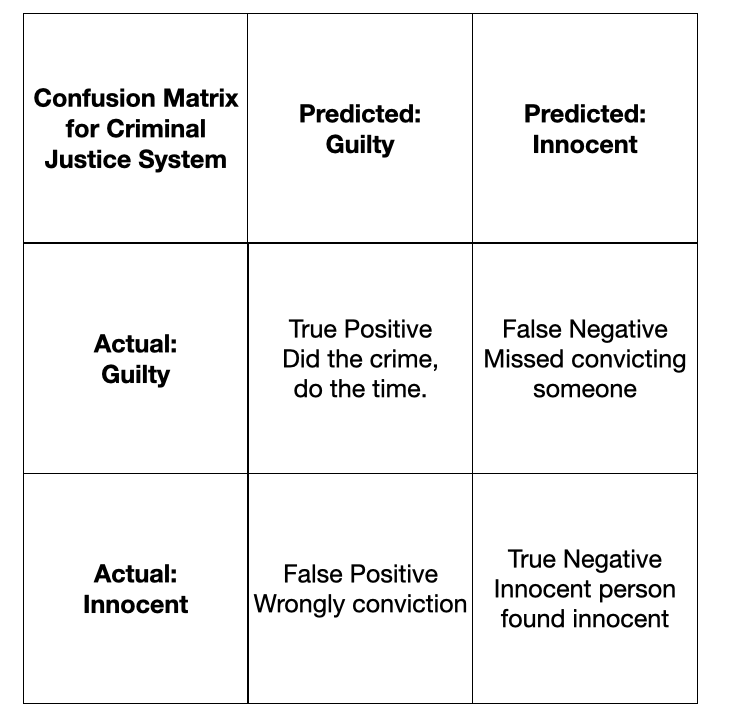 Confusion Matrix
for Criminal
Justice System
Predicted:
Guilty
Predicted:
Innocent
Actual:
Guilty
True Positive
Did the crime,
do the time.
False Negative
Missed convicting
someone
Actual:
Innocent
False Positive
Wrongly conviction
True Negative
Innocent person
found innocent